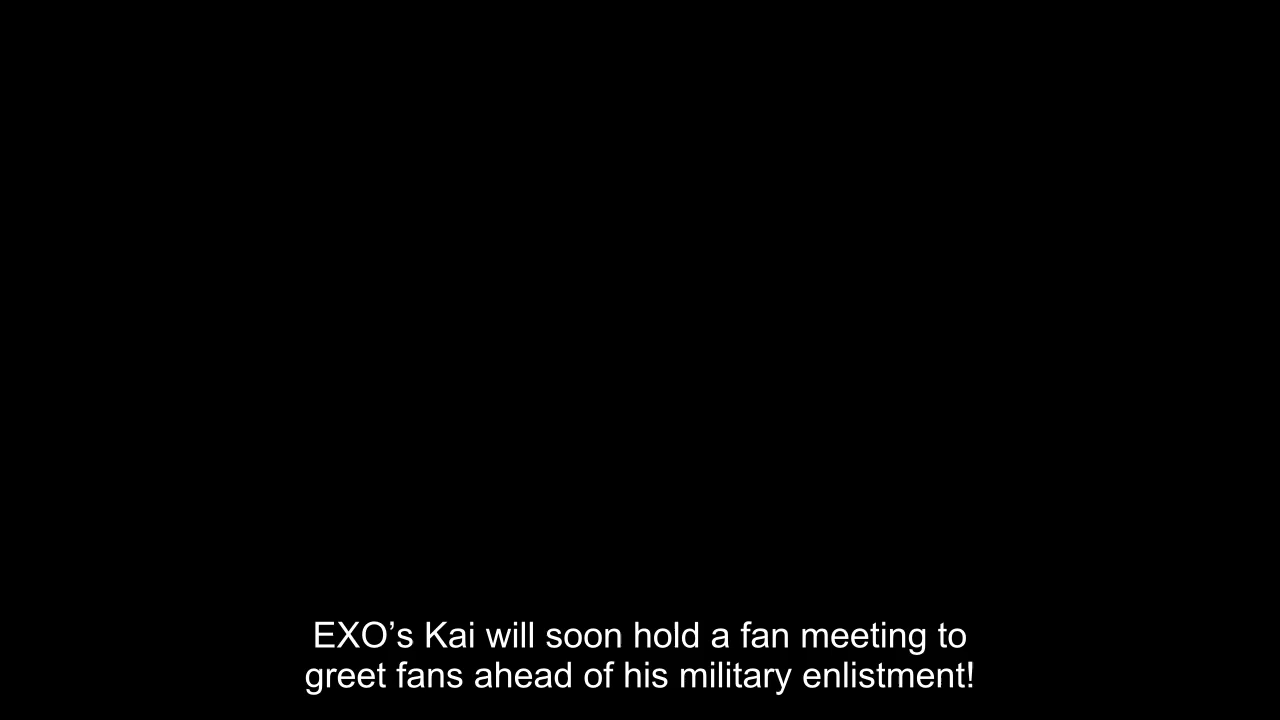 EXO’s Kai will soon hold a fan meeting to
greet fans ahead of his military enlistment!